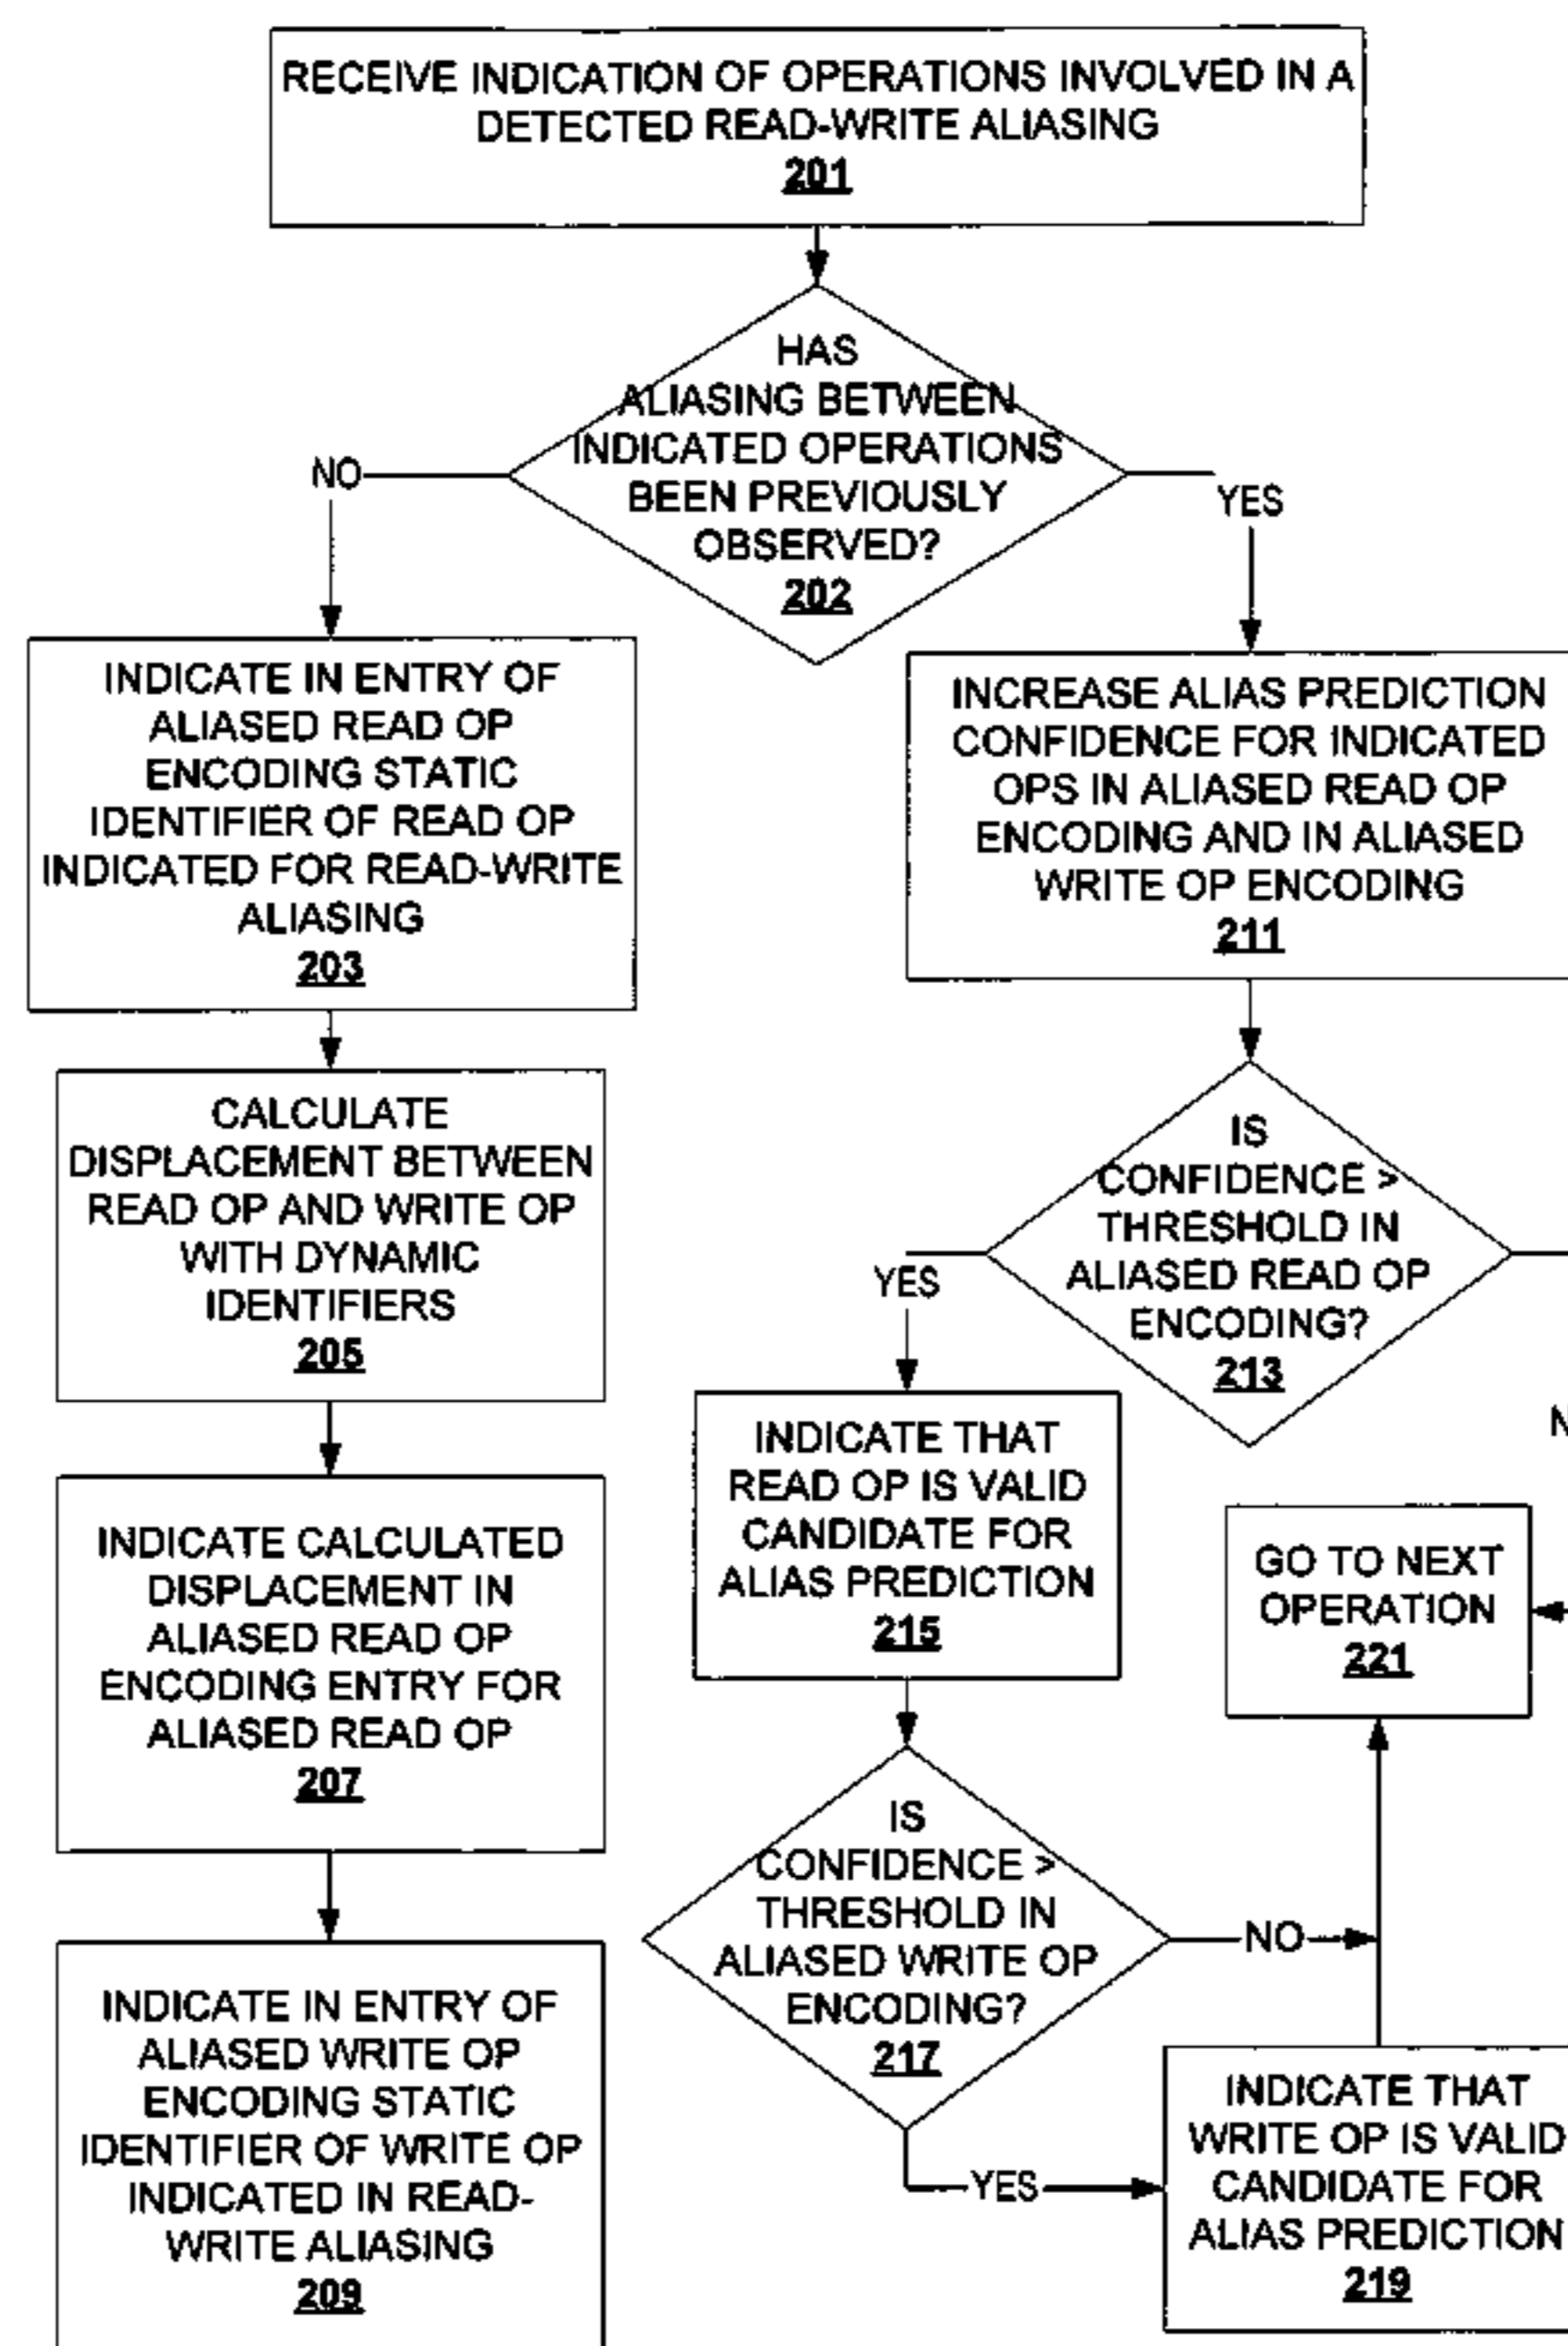 RECEIVE INDICATION OF OPERATIONS INVOLVED IN A
DETECTED READ-WRITE ALIASING
201
HAS
ALIASING BETWEEN
INDICATED OPERATIONS
BEEN PREVIOUSLY
OBSERVED?
202
NO
YES
INDICATE IN ENTRY OF
ALIASED READ OP
ENCODING STATIC
IDENTIFIER OF READ OP
INDICATED FOR READ-WRITE
ALIASING
203
CALCULATE
DISPLACEMENT BETWEEN
READ OP AND WRITE OP
WITH DYNAMIC
IDENTIFIERS
205
INDICATE CALCULATED
DISPLACEMENT IN
ALIASED READ OP
ENCODING ENTRY FOR
ALIASED READ OP
207
INDICATE IN ENTRY OF
ALIASED WRITE OP
ENCODING STATIC
IDENTIFIER OF WRITE OP
INDICATED IN READ-
WRITE ALIASING
209
INCREASE ALIAS PREDICTION
CONFIDENCE FOR INDICATED
OPS IN ALIASED READ OP
ENCODING AND IN ALIASED
WRITE OP ENCODING
211
IS
CONFIDENCE >
THRESHOLD IN
ALIASED READ OP
ENCODING?
213
YES
INDICATE THAT
READ OP IS VALID
CANDIDATE FOR
ALIAS PREDICTION
215
IS
CONFIDENCE >
THRESHOLD IN
ALIASED WRITE OP
ENCODING?
217
NO
YES
INDICATE THAT
WRITE OP IS VALID
CANDIDATE FOR
ALIAS PREDICTION
219
GO TO NEXT
OPERATION
221